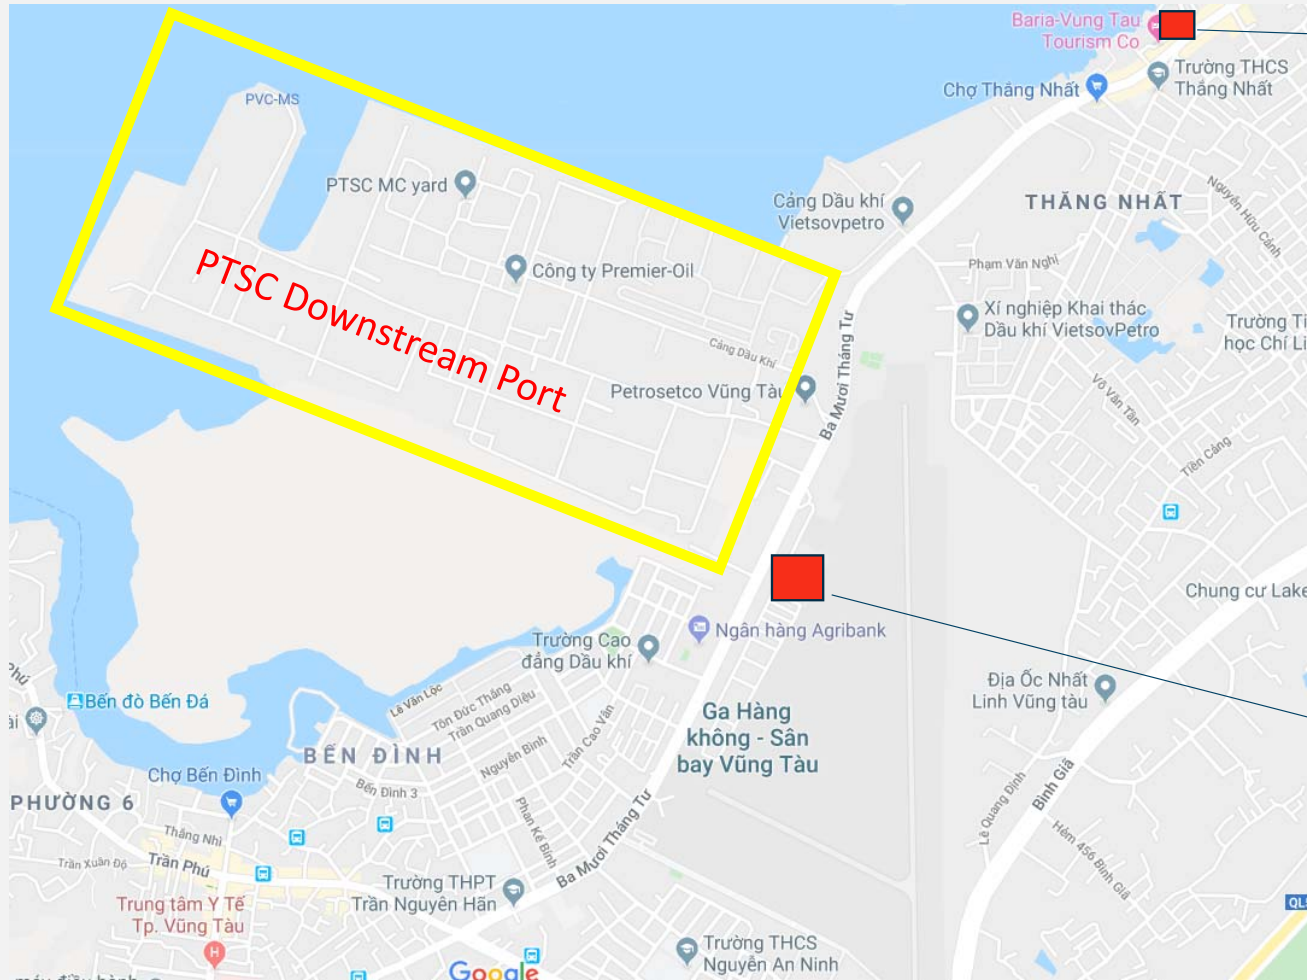 Baria-Vung Tau
Tourism Co
Trường THCS
Thắng Nhất
Chợ Thắng Nhất
PVC-MS
PTSC MC yard
Cảng Dầu khí
Vietsovpetro
THĂNG NHẤT
Nguyễn Hữu Cảnh
Phạm Văn Nghị
Công ty Premier-Oil
PTSC Downstream Port
Xí nghiệp Khai thác
Dầu khí VietsovPetro
Trường Ti
học Chí Li
Cảng Dầu Khí
Ba Mươi Tháng Tư
Petrosetco Vũng Tàu
Võ Văn Tần
Tiền Cảng
Chung cư Lake
Ngân hàng Agribank
Trường Cao
đẳng Dầu khí
Địa Ốc Nhất
Linh Vũng tàu
Phú
Bến đò Bến Đá
Lê Văn Lộc
Tôn Đức Thắng
Trần Quang Diệu
Trần Cao Vân
Ga Hàng
không - Sân
bay Vũng Tàu
ài
BẾN ĐÌNH
Nguyên Bình
Chợ Bến Đình
Bến Đình 3
PHƯỜNG 6
Phan Kế Bính
Lê Quang Định
Bình Giã
Thắng Nhì
Trần Xuân Độ
Trần Phú
Ba Mươi Tháng Tư
Hẻm 456 Bình Giã
Trường THPT
Trần Nguyên Hãn
Trung tâm Y Tế
Tp. Vũng Tàu
H
QL5
Trường THCS
Nguyễn An Ninh
Google